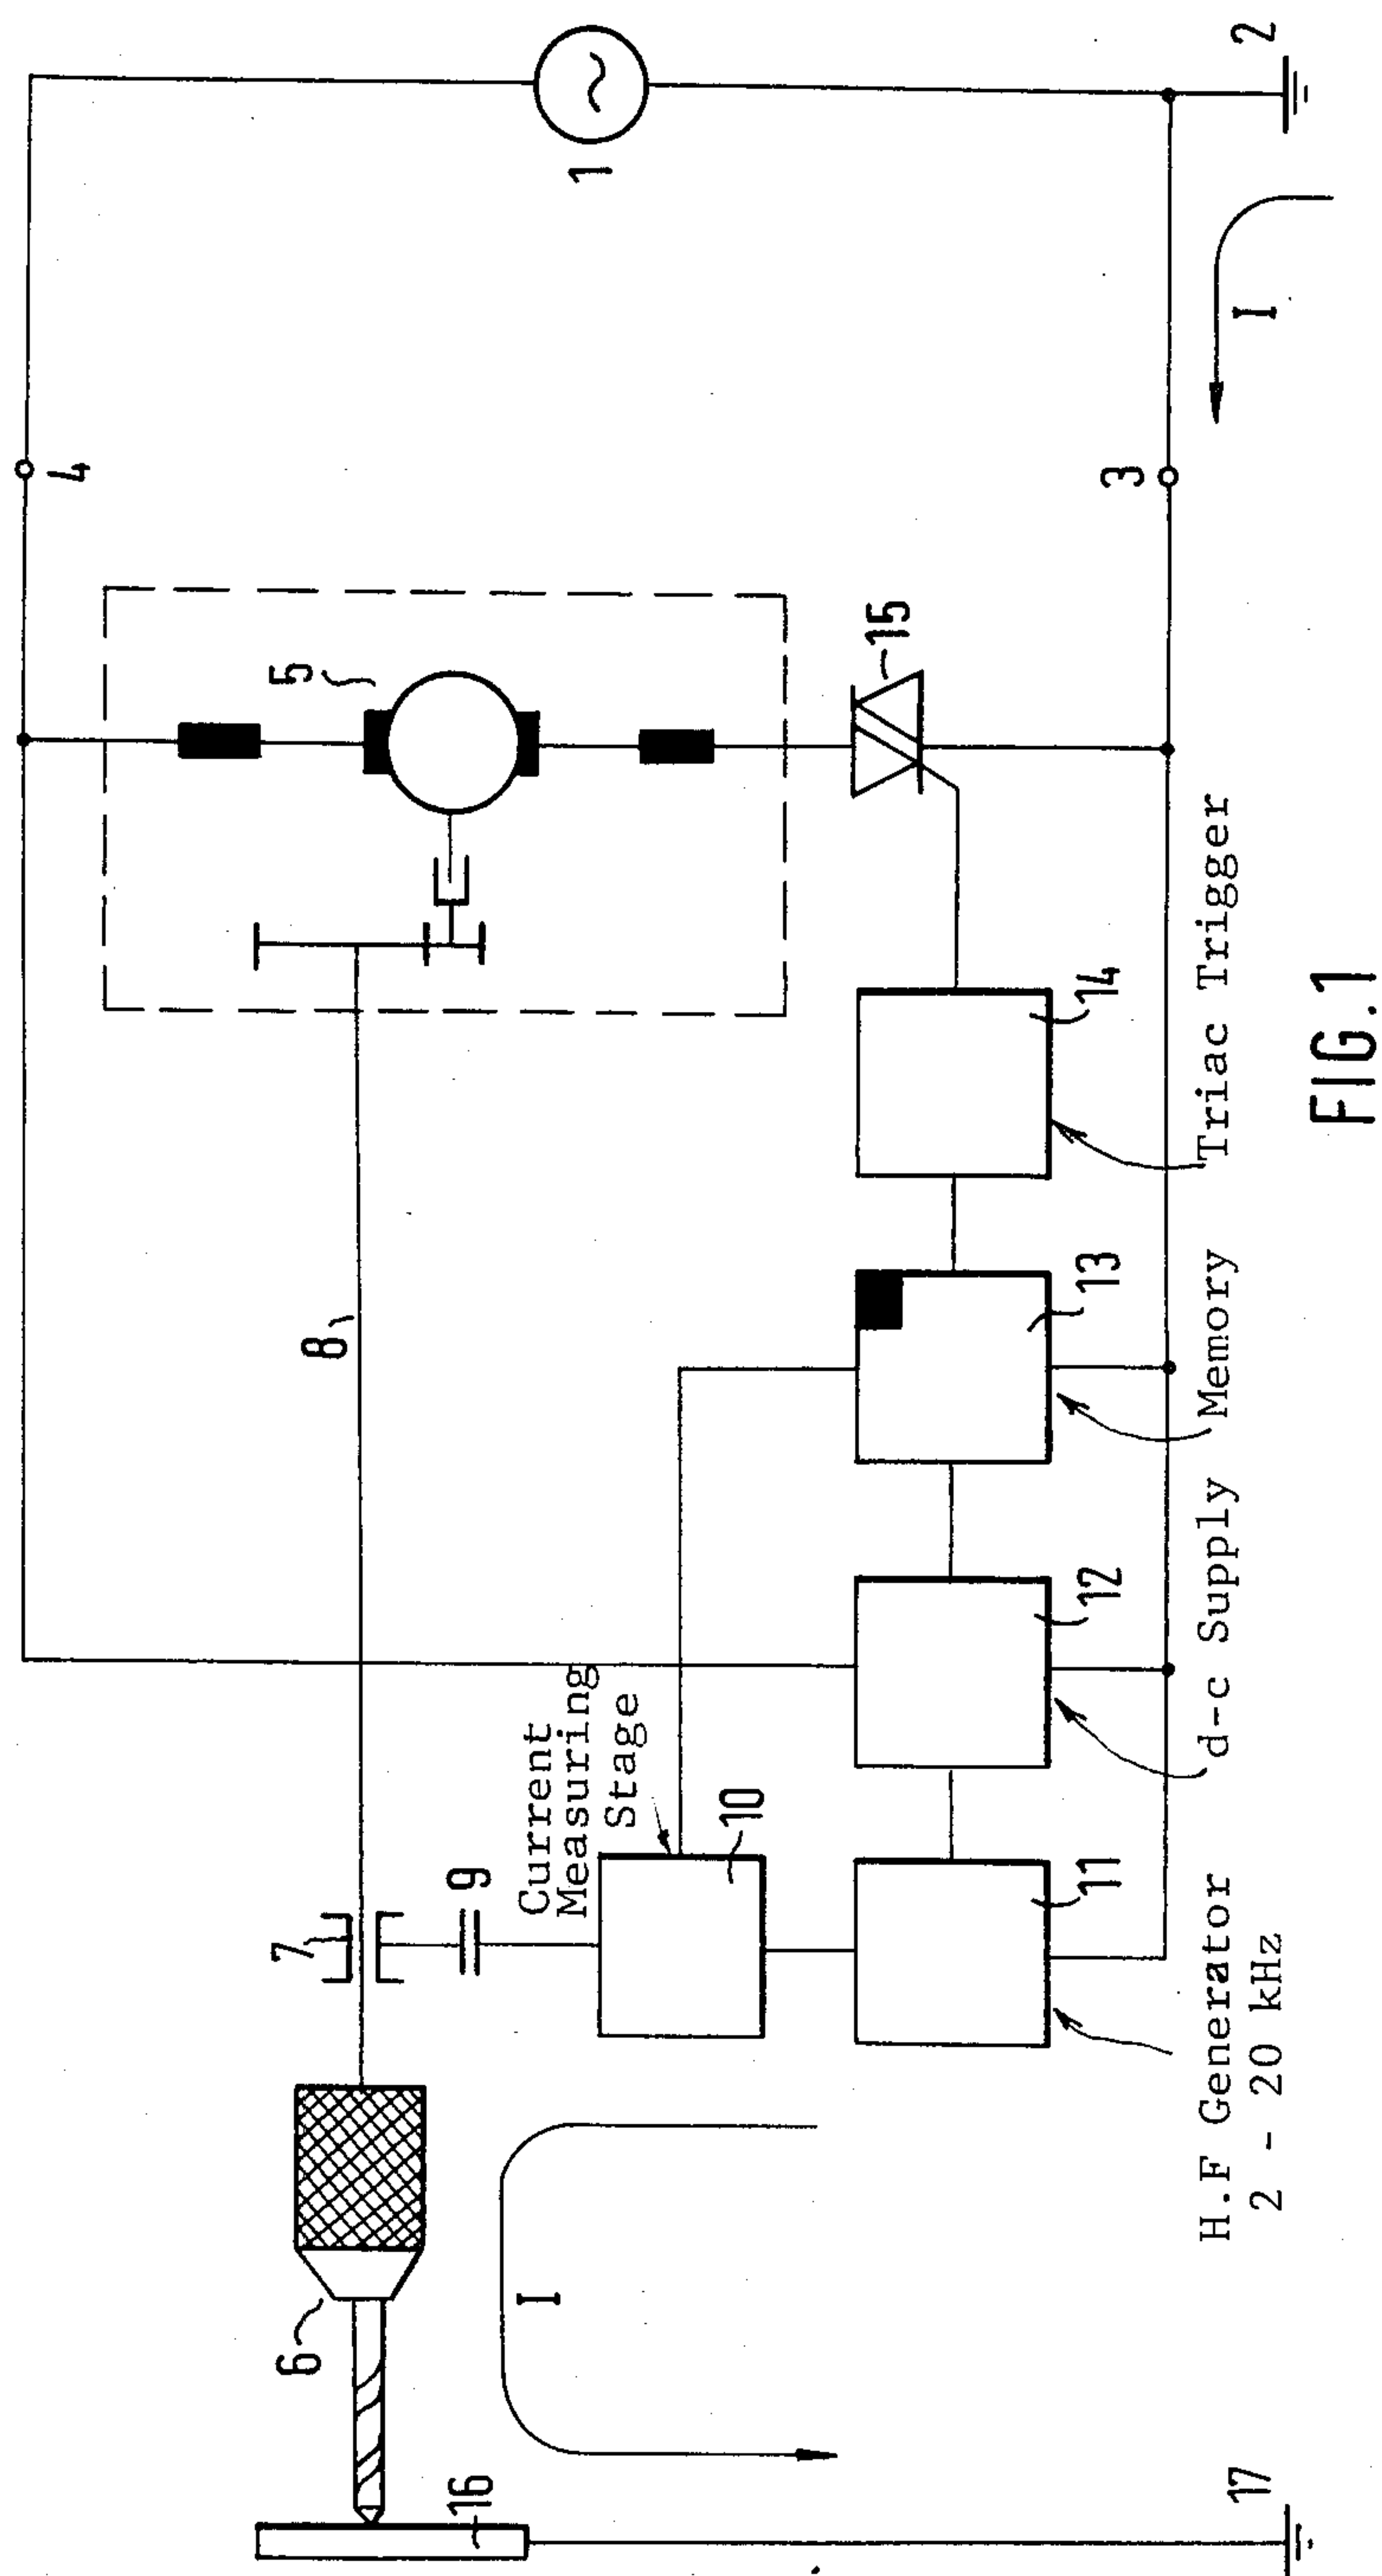 1
2
I
4
3
5
15
14
Triac Trigger
8
13
Memory
12
d-c Supply
Current
Measuring
Stage
10
7
9
11
H.F Generator
2 - 20 kHz
6
I
16
17
FIG.1